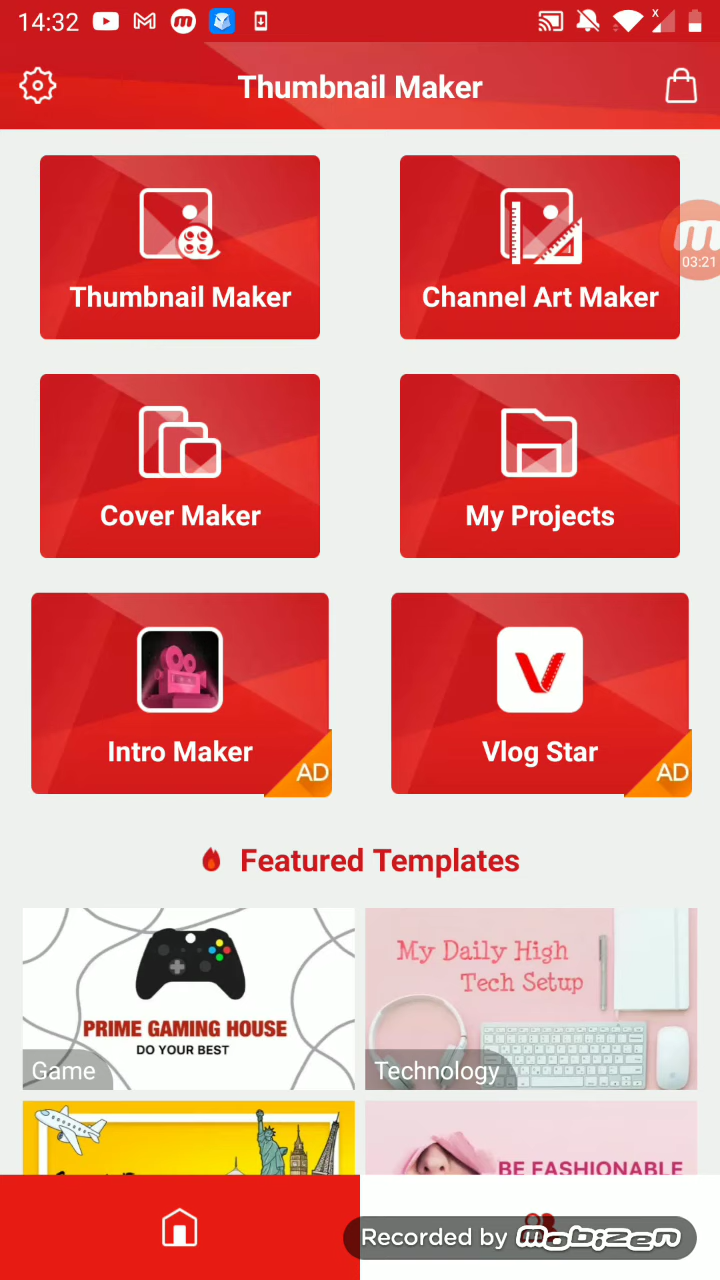 14:32
x
Thumbnail Maker
03:21
Thumbnail Maker
Channel Art Maker
Cover Maker
My Projects
Intro Maker
AD
Vlog Star
AD
Featured Templates
PRIME GAMING HOUSE
DO YOUR BEST
Game
My Daily High
Tech Setup
Technology
BE FASHIONABLE
Recorded by mobizen